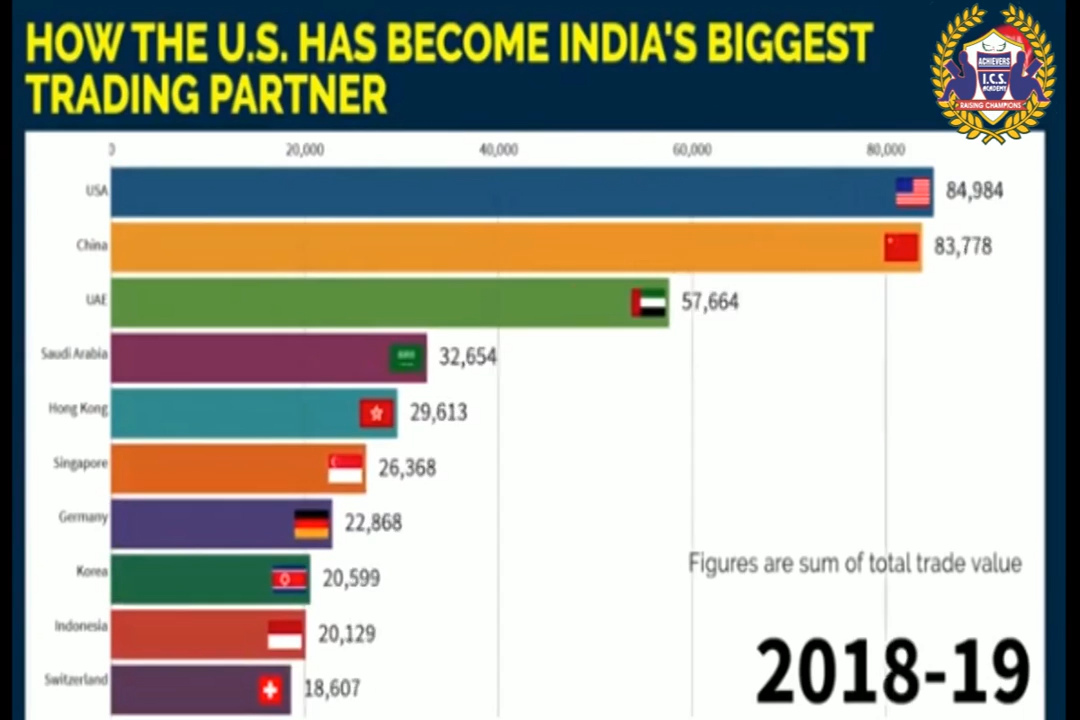 HOW THE U.S. HAS BECOME INDIA'S BIGGEST
TRADING PARTNER
ACHIEVERS
I.C.S.
ACADEMY
RAISING CHAMPIONS
0 20,000 40,000 60,000 80,000
USA 84,984
China 83,778
UAE 57,664
Saudi Arabia 32,654
Hong Kong 29,613
Singapore 26,368
Germany 22,868
Korea 20,599
Indonesia 20,129
Switzerland 18,607
Figures are sum of total trade value
2018-19